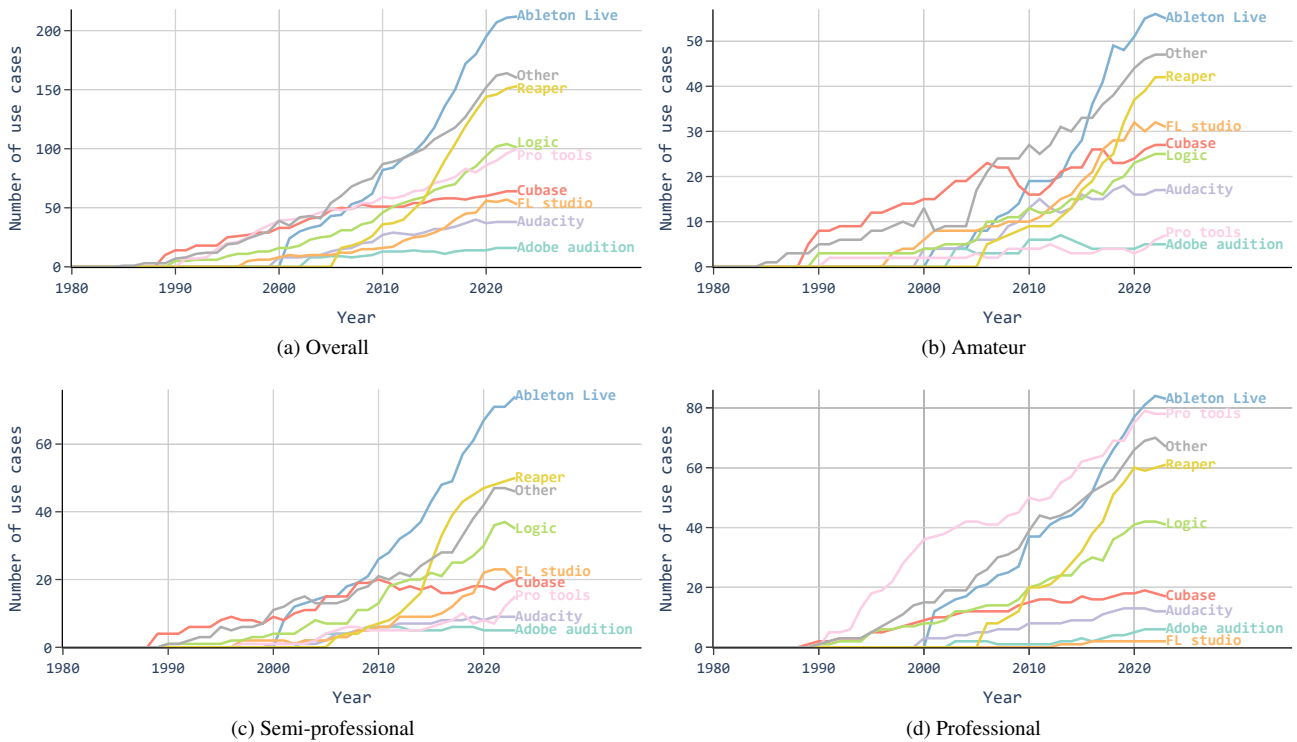 Number of use cases
200
150
100
50
0
1980
1990
2000
2010
2020
Year
Ableton Live
Other
Reaper
Logic
Pro tools
Cubase
FL studio
Audacity
Adobe audition
(a) Overall
Number of use cases
50
40
30
20
10
0
1980
1990
2000
2010
2020
Year
Ableton Live
Other
Reaper
FL studio
Cubase
Logic
Audacity
Pro tools
Adobe audition
(b) Amateur
Number of use cases
60
40
20
0
1980
1990
2000
2010
2020
Year
Ableton Live
Reaper
Other
Logic
FL studio
Cubase
Pro tools
Audacity
Adobe audition
(c) Semi-professional
Number of use cases
80
60
40
20
0
1980
1990
2000
2010
2020
Year
Ableton Live
Pro tools
Other
Reaper
Logic
Cubase
Audacity
Adobe audition
FL studio
(d) Professional